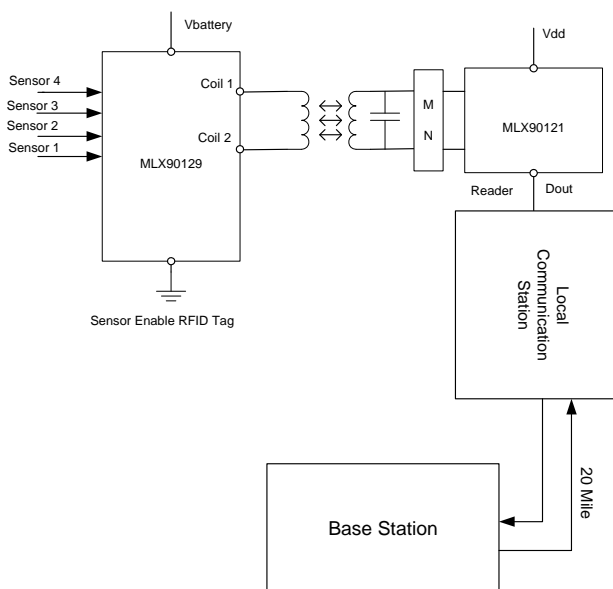 Vbattery
Vdd
Sensor 4
Sensor 3
Sensor 2
Sensor 1
Coil 1
Coil 2
MLX90129
M
N
MLX90121
Reader
Dout
Sensor Enable RFID Tag
Local
Communication
Station
20 Mile
Base Station